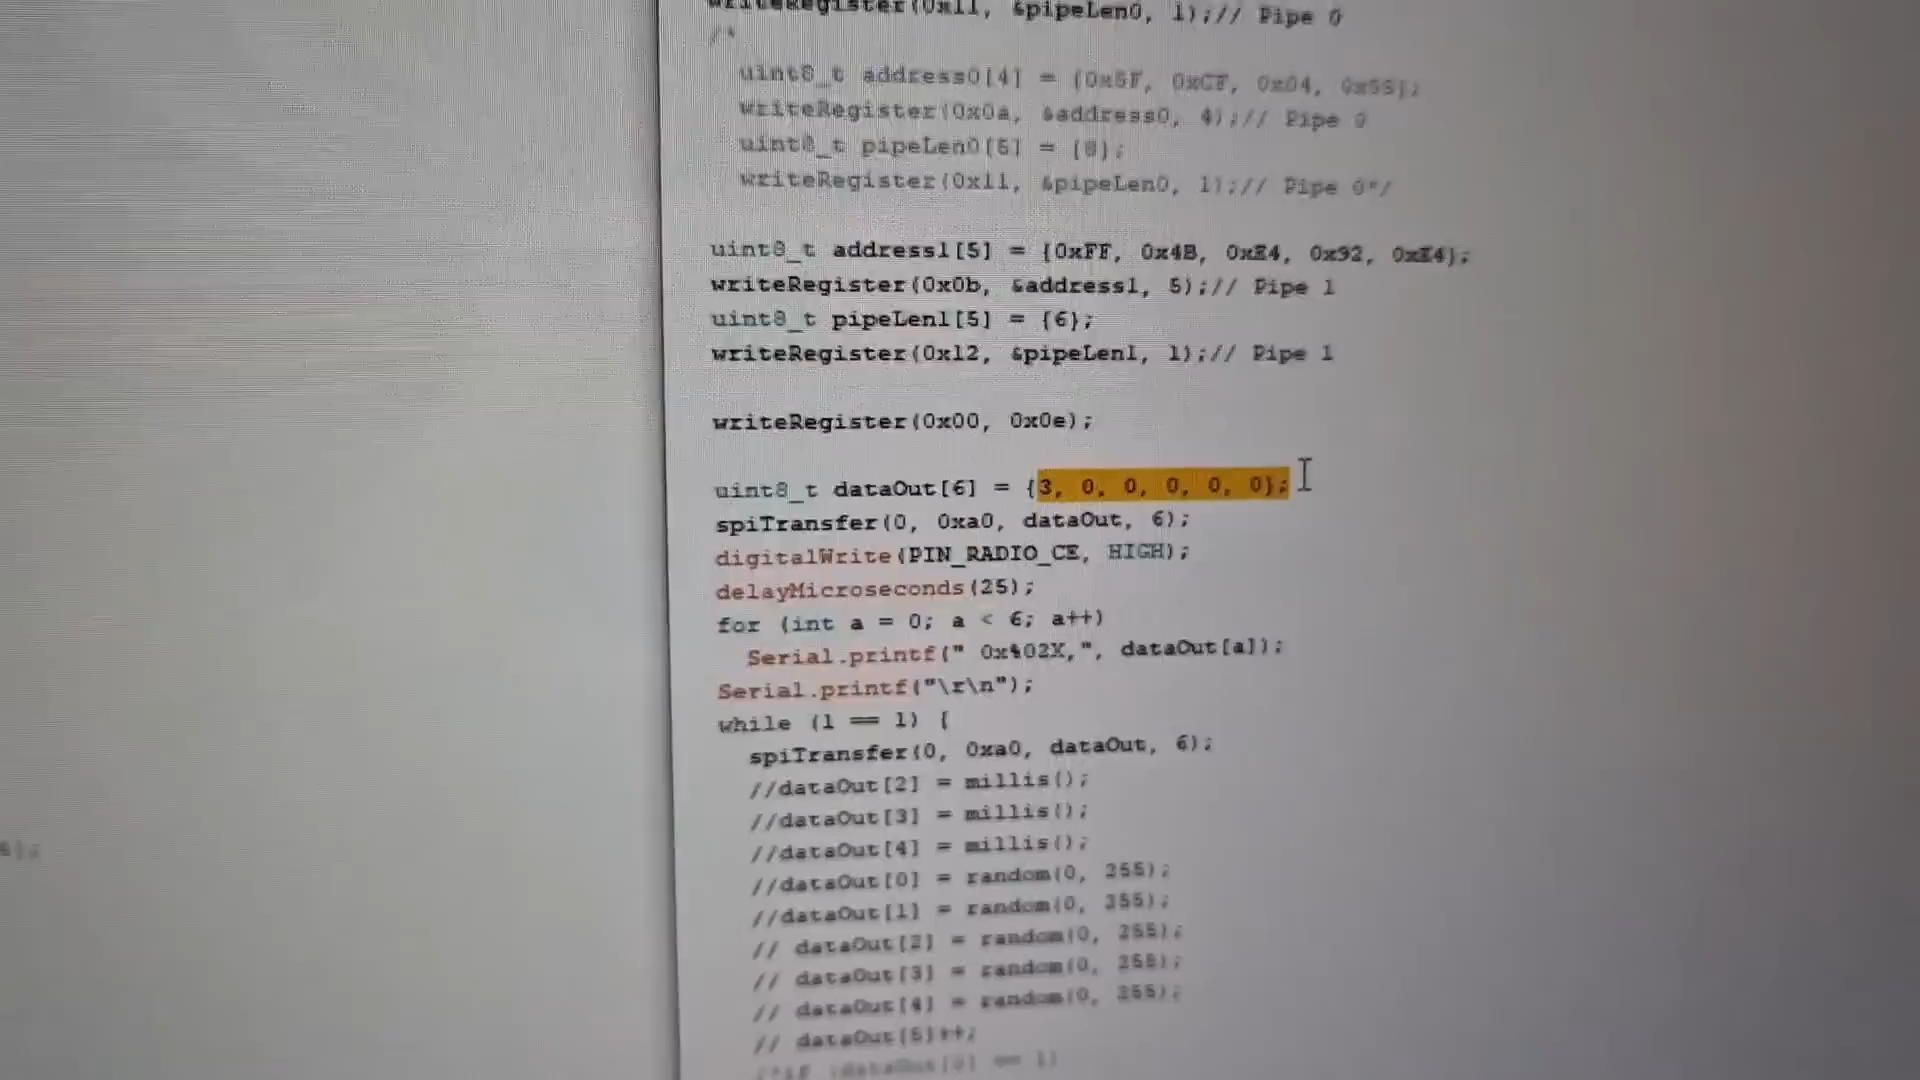 writeRegister(0x11, &pipeLen0, 1);// Pipe 0
/*
uint8_t address0[4] = {0x5F, 0xCF, 0x04,
writeRegister(0x0a, &address0, 4);// Pipe 0
uint8_t pipeLen0[5] = {8};
writeRegister(0x11, &pipeLen0, 1);// Pipe 0*/
uint8_t address1[5] = {0xFF, 0x4B, 0xE4, 0x92, 0xE4};
writeRegister(0x0b, &address1, 5);// Pipe 1
uint8_t pipeLen1[5] = {6};
writeRegister(0x12, &pipeLen1, 1);// Pipe 1
writeRegister(0x00, 0x0e);
uint8_t dataOut[6] = {3, 0, 0, 0, 0, 0};
spiTransfer(0, 0xa0, dataOut, 6);
digitalWrite(PIN_RADIO_CE, HIGH);
delayMicroseconds(25);
for (int a = 0; a < 6; a++)
Serial.printf(" 0x%02X,", dataOut[a]);
Serial.printf("\r\n");
while (1 == 1) {
spiTransfer(0, 0xa0, dataOut, 6);
//dataOut[2] = millis();
//dataOut[3] = millis();
//dataOut[4] = millis();
//dataOut[0] = random(0, 255);
//dataOut[1] = random(0, 255);
// dataOut[2] = random(0, 255);
// dataOut[3] = random(0, 255);
// dataOut[4] = random(0, 255);
// dataOut[5]++;